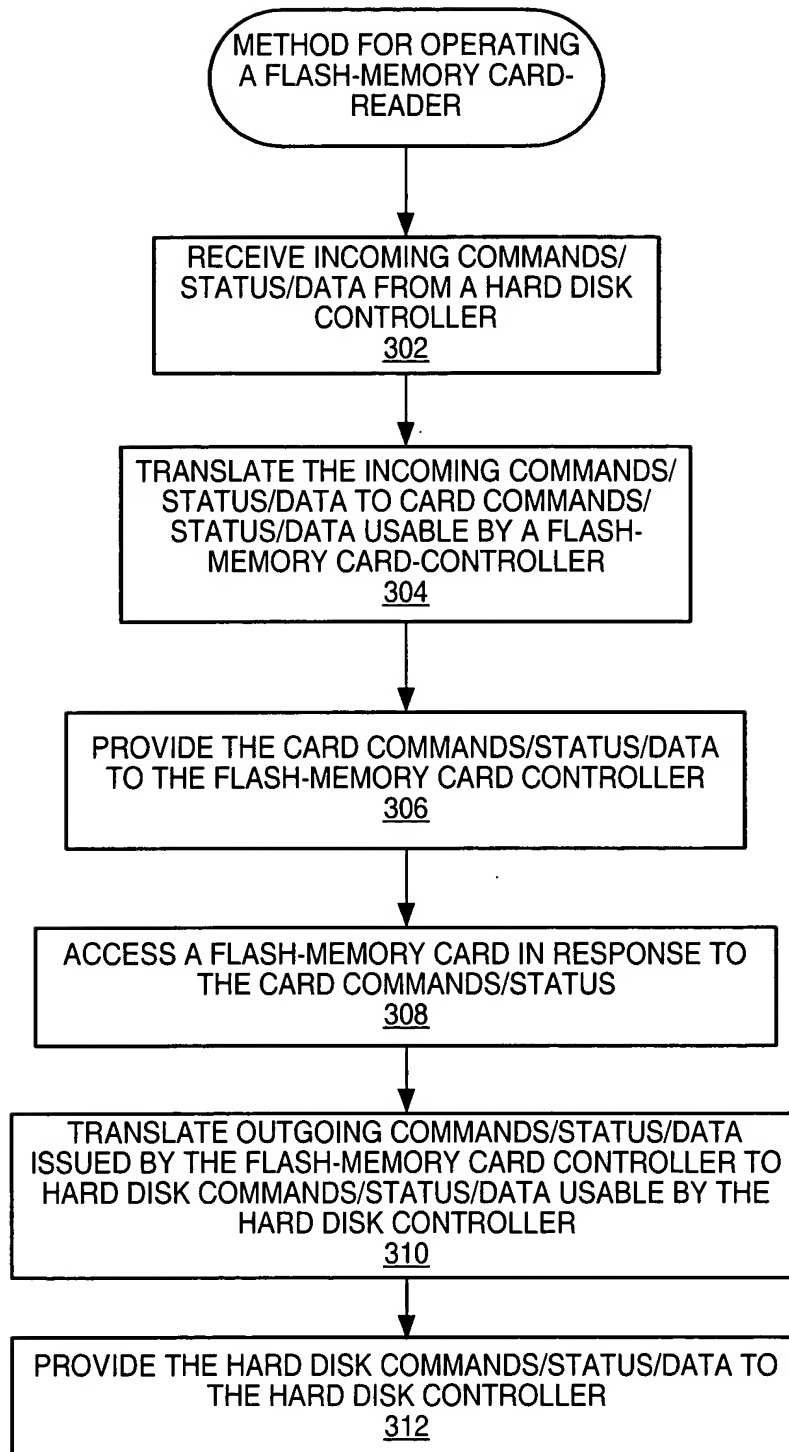 METHOD FOR OPERATING
A FLASH-MEMORY CARD-
READER
RECEIVE INCOMING COMMANDS/
STATUS/DATA FROM A HARD DISK
CONTROLLER
302
TRANSLATE THE INCOMING COMMANDS/
STATUS/DATA TO CARD COMMANDS/
STATUS/DATA USABLE BY A FLASH-
MEMORY CARD-CONTROLLER
304
PROVIDE THE CARD COMMANDS/STATUS/DATA
TO THE FLASH-MEMORY CARD CONTROLLER
306
ACCESS A FLASH-MEMORY CARD IN RESPONSE TO
THE CARD COMMANDS/STATUS
308
TRANSLATE OUTGOING COMMANDS/STATUS/DATA
ISSUED BY THE FLASH-MEMORY CARD CONTROLLER TO
HARD DISK COMMANDS/STATUS/DATA USABLE BY THE
HARD DISK CONTROLLER
310
PROVIDE THE HARD DISK COMMANDS/STATUS/DATA TO
THE HARD DISK CONTROLLER
312